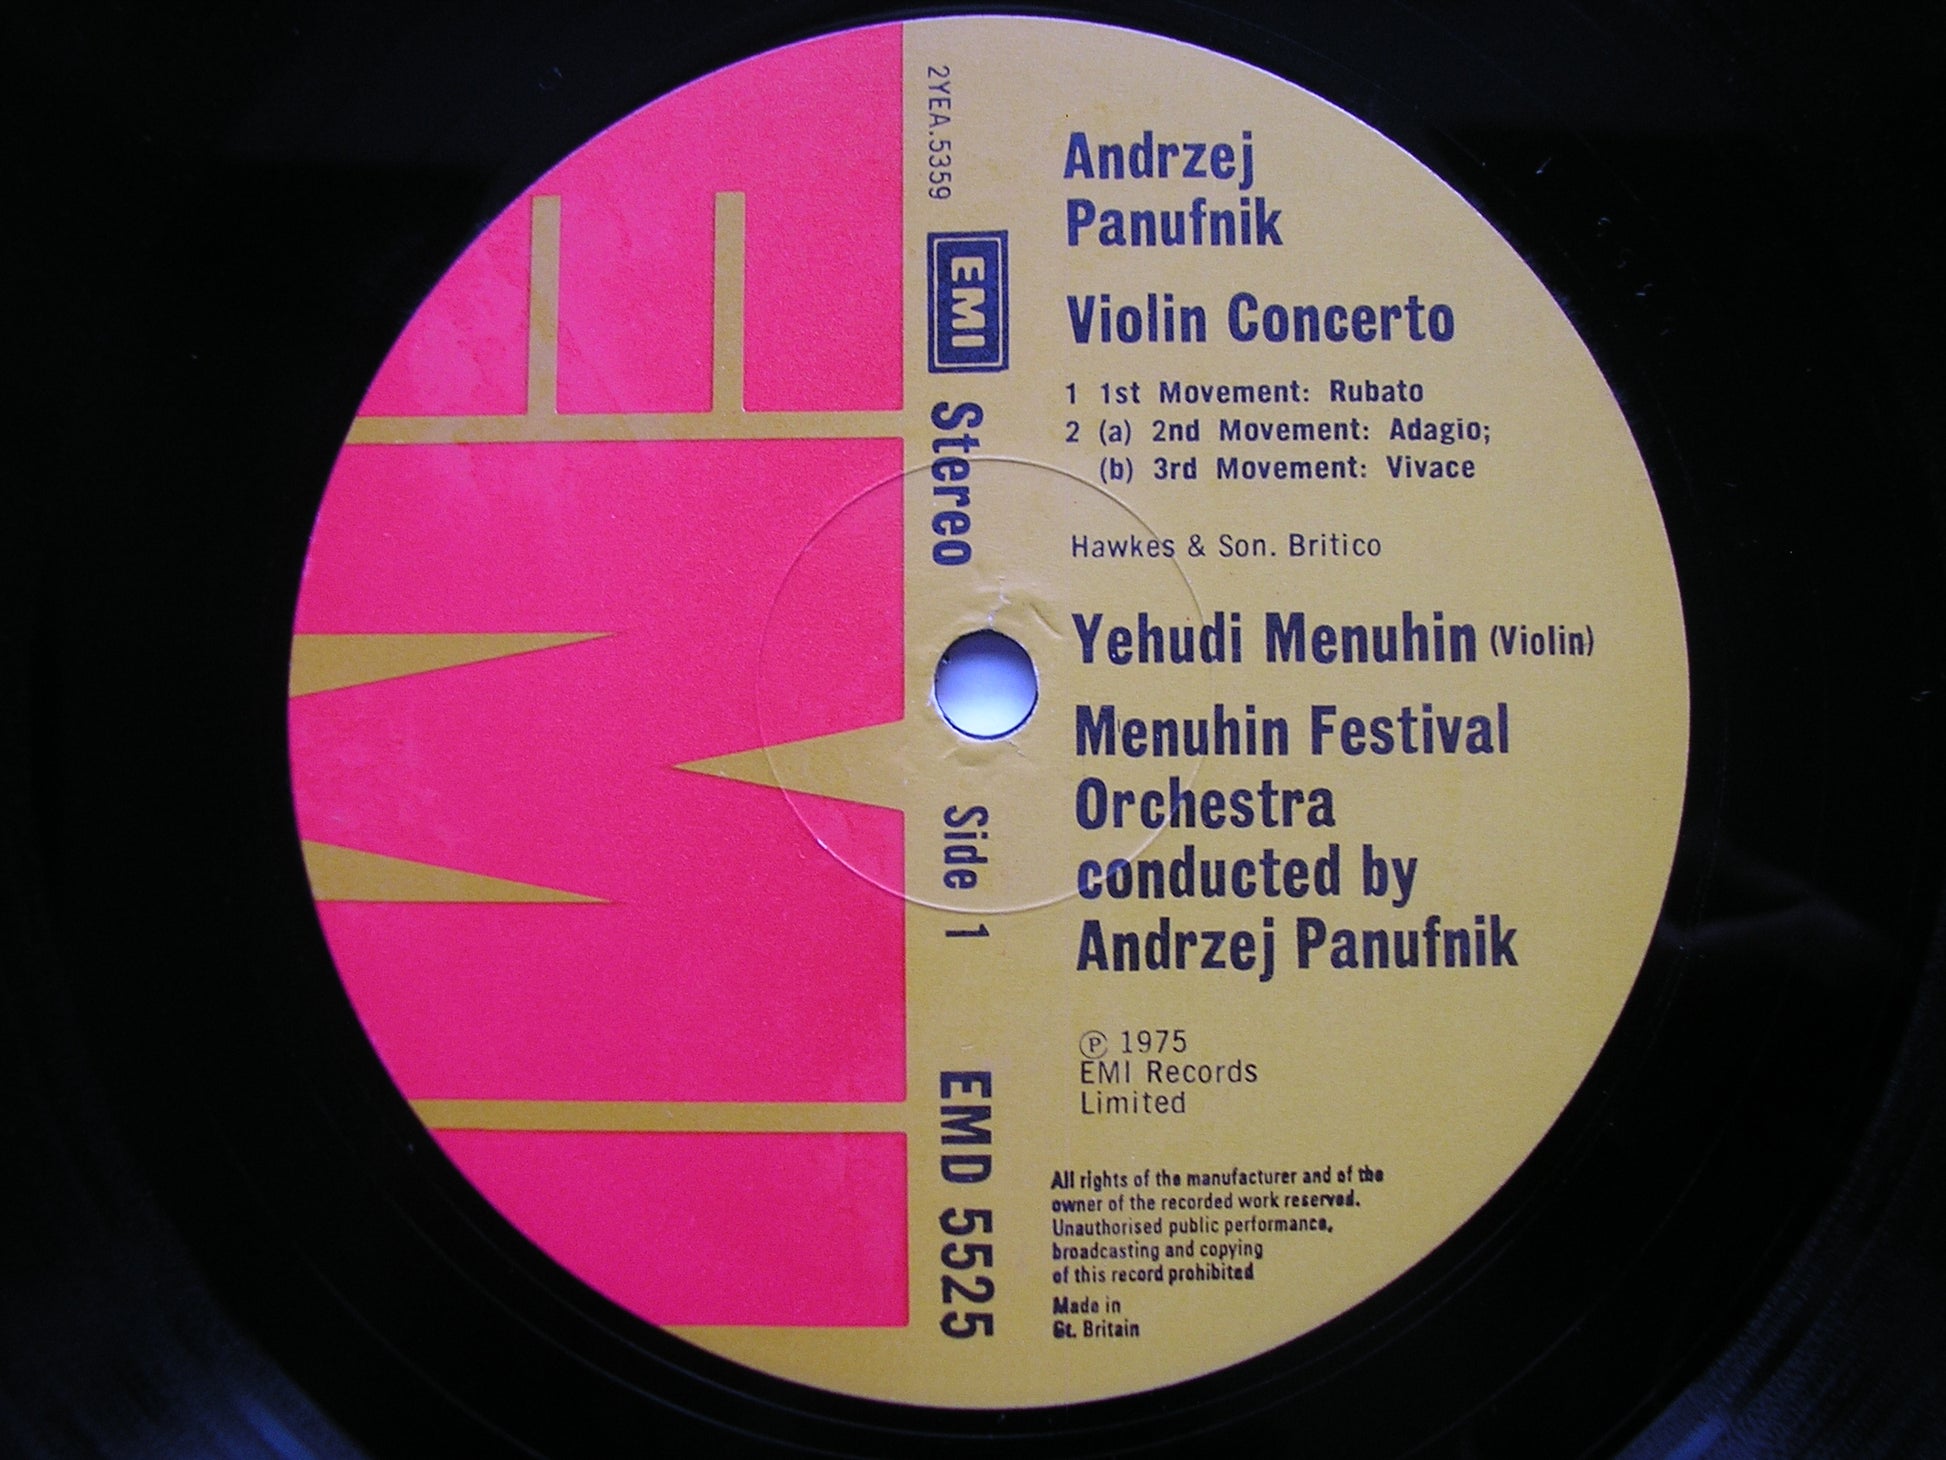 2YEA.5359
EMI
Stereo
Side 1
EMD 5525
Andrzej
Panufnik
Violin Concerto
1 1st Movement: Rubato
2 (a) 2nd Movement: Adagio;
(b) 3rd Movement: Vivace
Hawkes & Son. Britico
Yehudi Menuhin (Violin)
Menuhin Festival
Orchestra
conducted by
Andrzej Panufnik
℗ 1975
EMI Records
Limited
All rights of the manufacturer and of the
owner of the recorded work reserved.
Unauthorised public performance,
broadcasting and copying
of this record prohibited
Made in
Gt. Britain